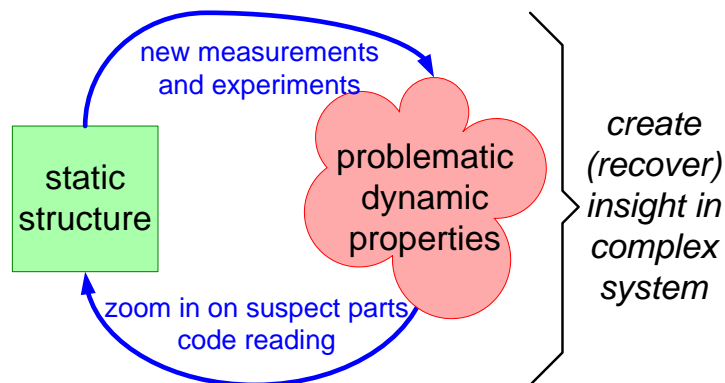 new measurements
and experiments
static
structure
problematic
dynamic
properties
zoom in on suspect parts
code reading
create
(recover)
insight in
complex
system